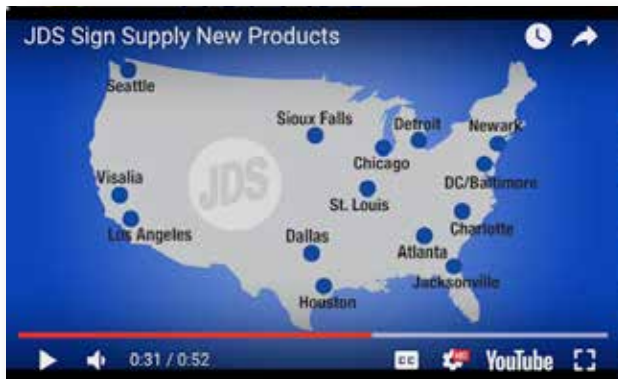 JDS Sign Supply New Products
Seattle
Sioux Falls
Detroit
Newark
Chicago
Visalia
JDS
DC/Baltimore
St. Louis
Los Angeles
Dallas
Charlotte
Atlanta
Jacksonville
Houston
0:31 / 0:52
CC
HD
YouTube